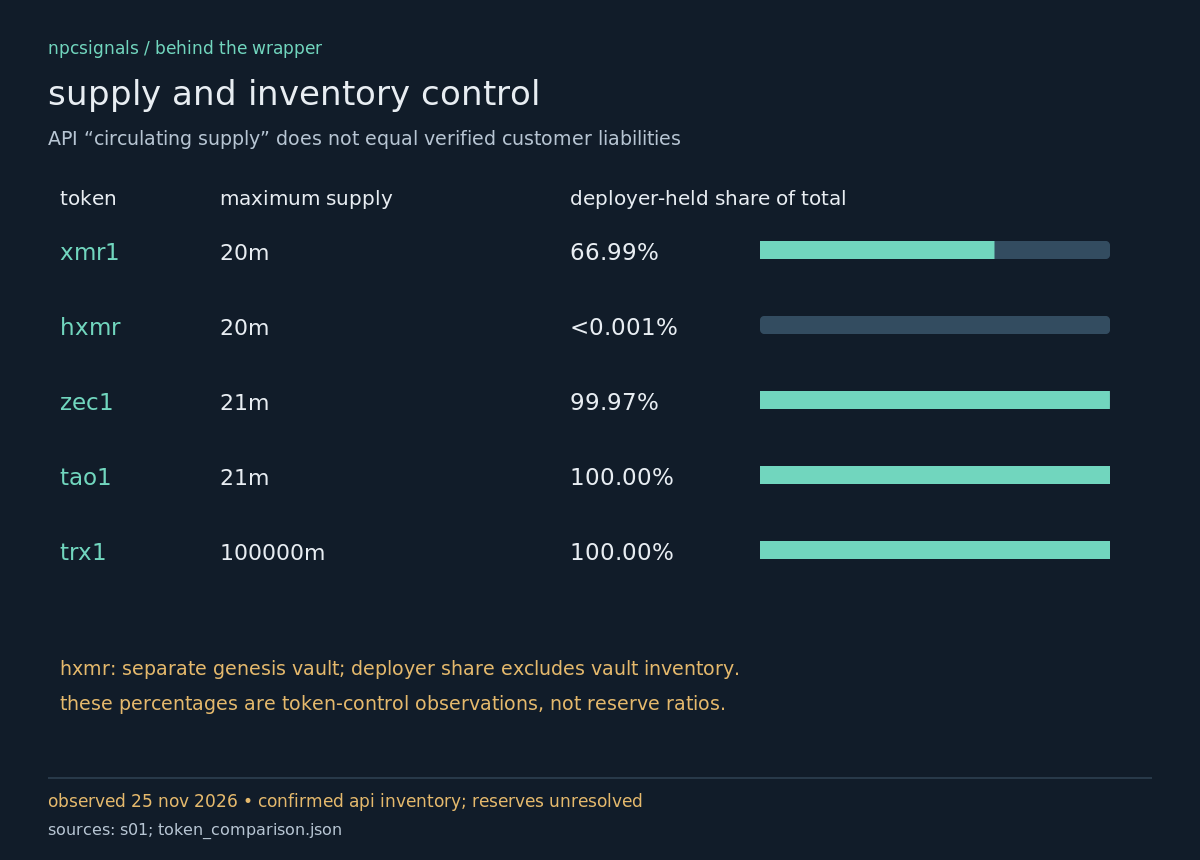 npcsignals / behind the wrapper
supply and inventory control
API “circulating supply” does not equal verified customer liabilities
token maximum supply deployer-held share of total
xmr1 20m 66.99%
hxmr 20m <0.001%
zec1 21m 99.97%
tao1 21m 100.00%
trx1 100000m 100.00%
hxmr: separate genesis vault; deployer share excludes vault inventory.
these percentages are token-control observations, not reserve ratios.
observed 25 nov 2026 • confirmed api inventory; reserves unresolved
sources: s01; token_comparison.json